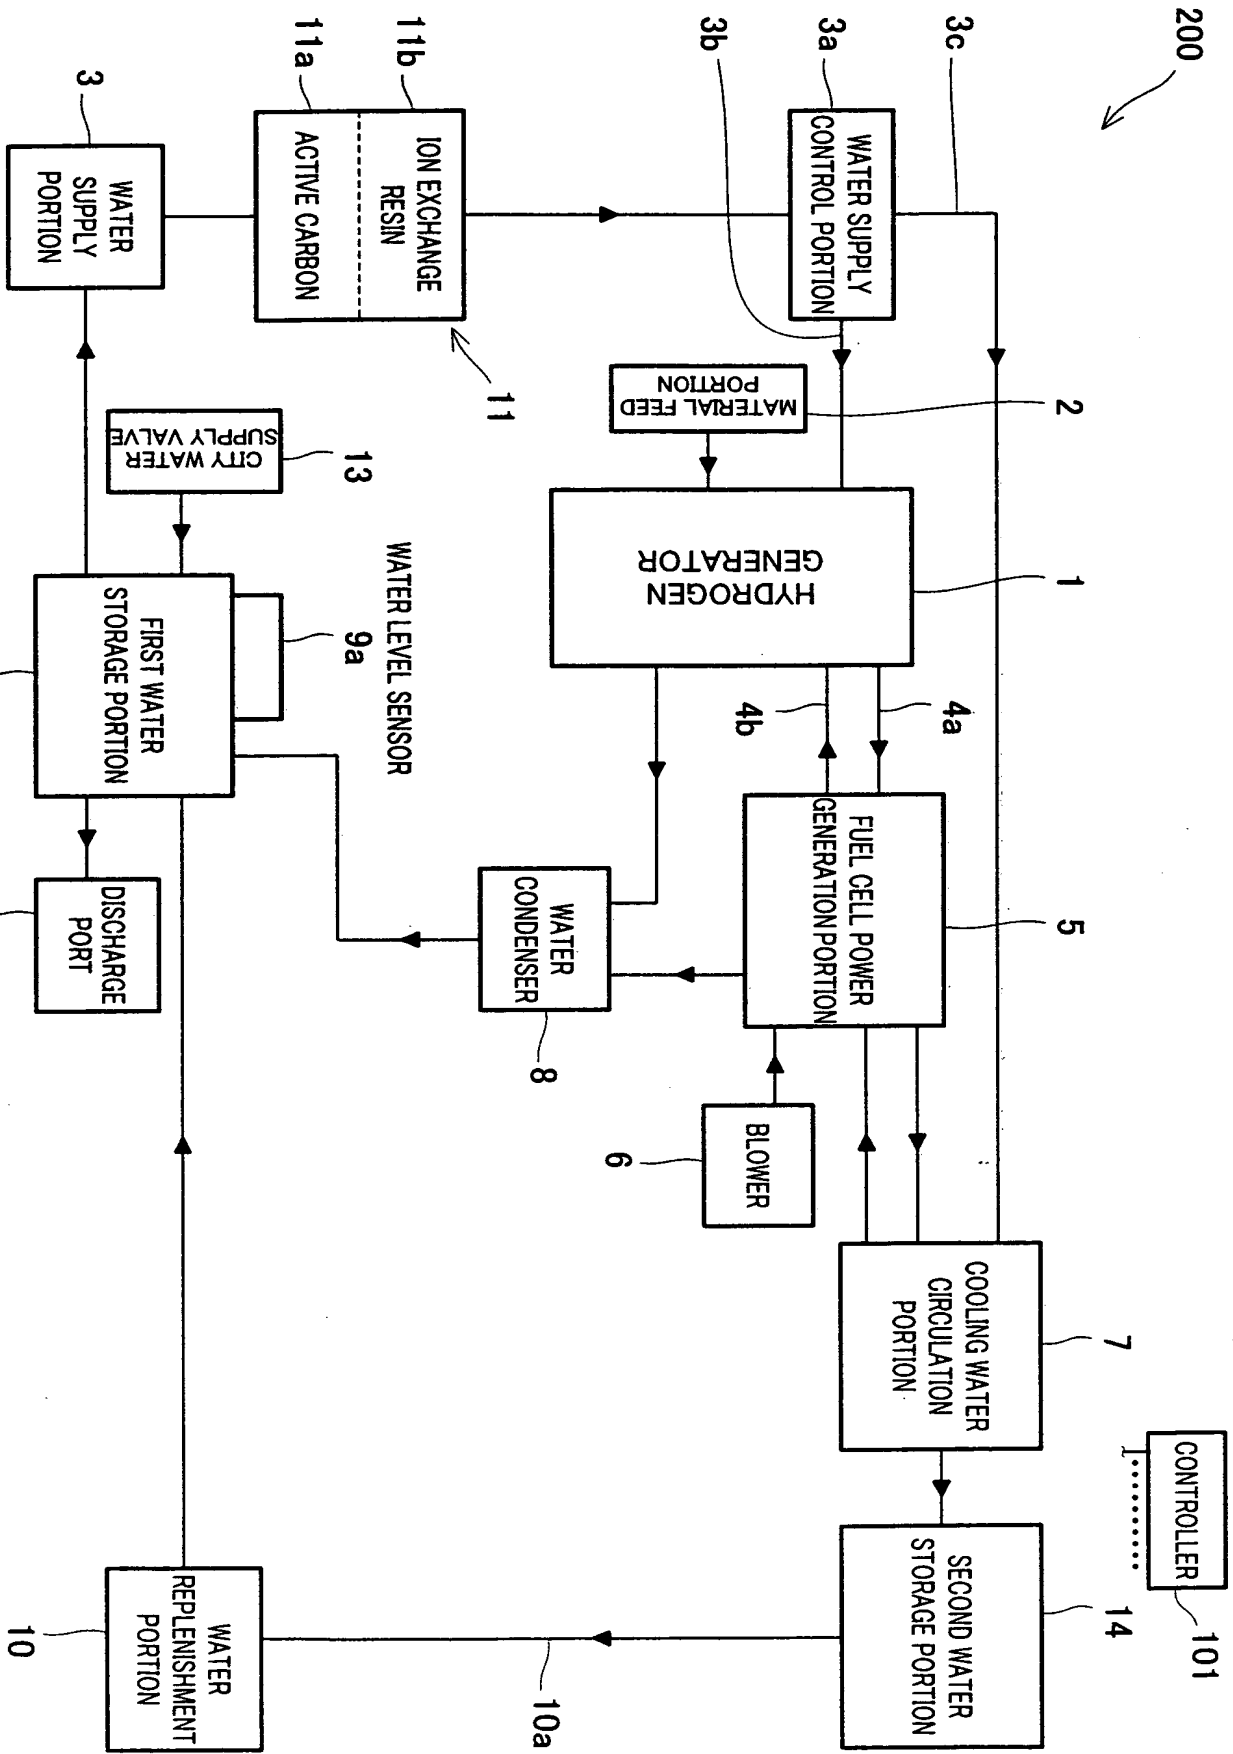 200
3c
3a
3b
11b
11a
3
WATER SUPPLY
CONTROL PORTION
ION EXCHANGE
RESIN
ACTIVE CARBON
WATER
SUPPLY
PORTION
11
2
MATERIAL FEED
PORTION
13
CITY WATER
SUPPLY VALVE
1
HYDROGEN
GENERATOR
WATER LEVEL SENSOR
9a
FIRST WATER
STORAGE PORTION
4a
4b
5
FUEL CELL POWER
GENERATION PORTION
WATER
CONDENSER
8
DISCHARGE
PORT
BLOWER
6
7
COOLING WATER
CIRCULATION
PORTION
CONTROLLER
101
14
SECOND WATER
STORAGE PORTION
10a
WATER
REPLENISHMENT
PORTION
10